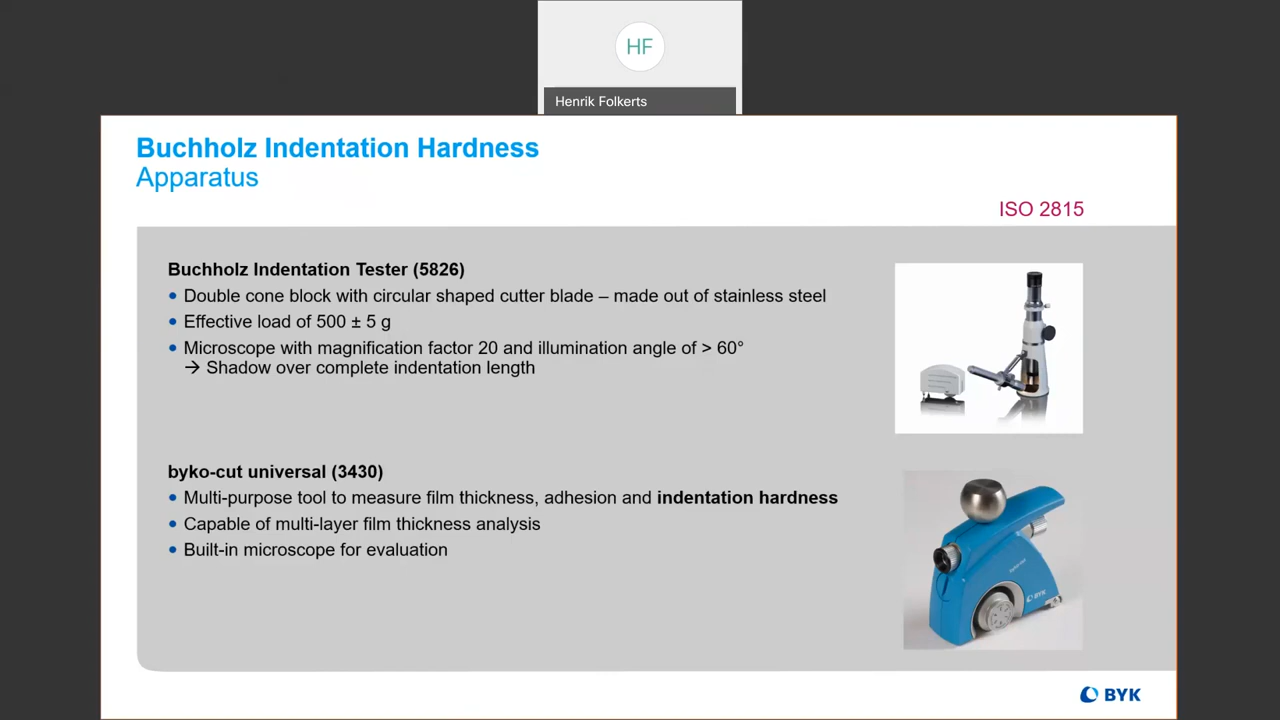 HF
Henrik Folkerts
Buchholz Indentation Hardness
Apparatus
ISO 2815
Buchholz Indentation Tester (5826)
• Double cone block with circular shaped cutter blade – made out of stainless steel
• Effective load of 500 ± 5 g
• Microscope with magnification factor 20 and illumination angle of > 60°
→ Shadow over complete indentation length
byko-cut universal (3430)
• Multi-purpose tool to measure film thickness, adhesion and indentation hardness
• Capable of multi-layer film thickness analysis
• Built-in microscope for evaluation
BYK
BYK